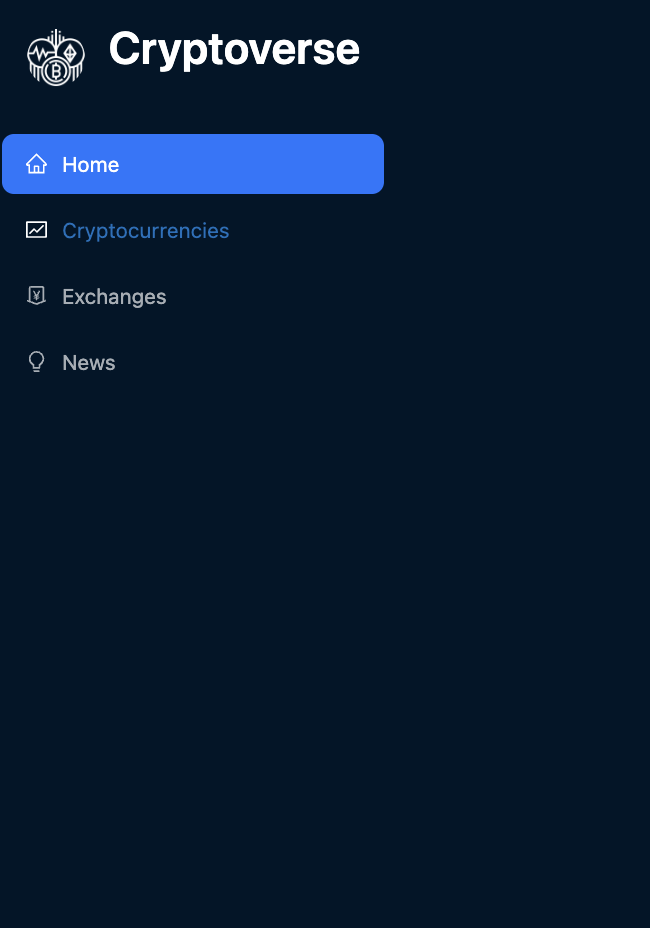 Cryptoverse
Home
Cryptocurrencies
Exchanges
News